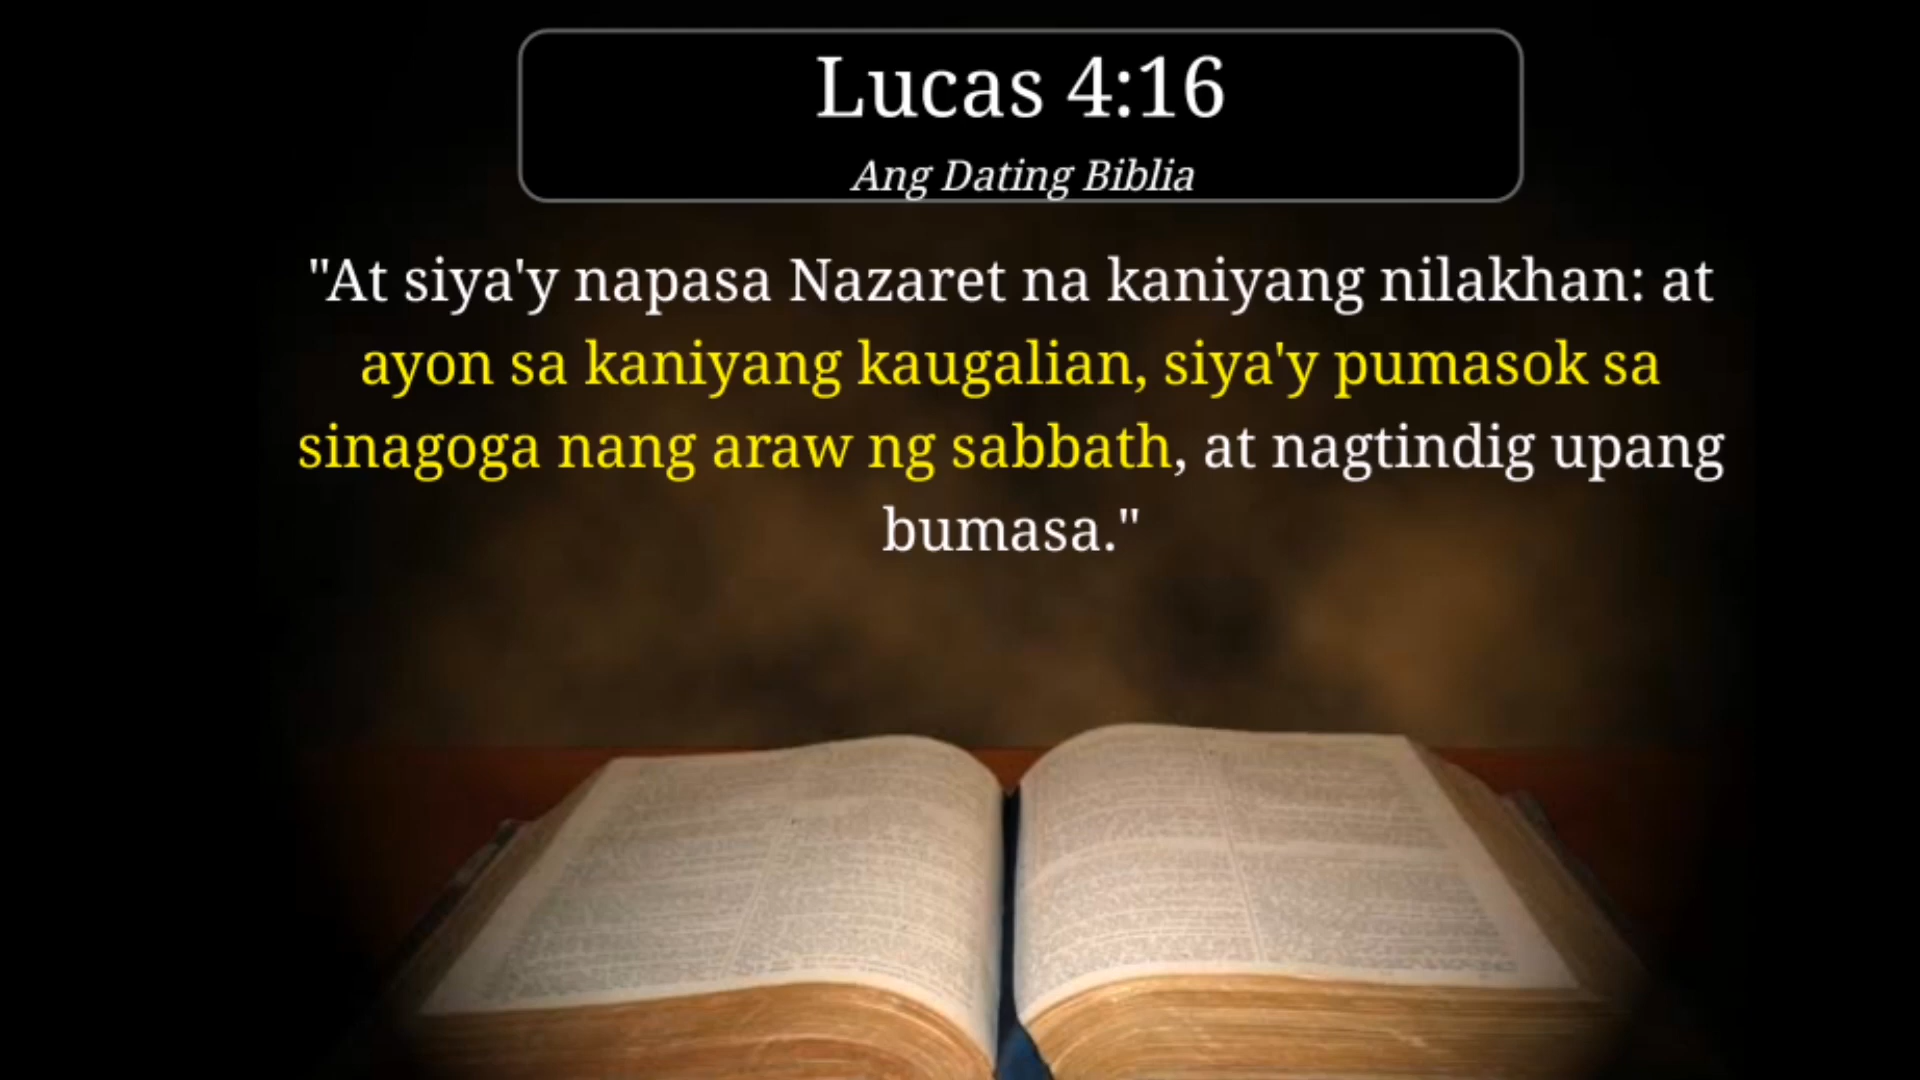 Lucas 4:16
Ang Dating Biblia
"At siya'y napasa Nazaret na kaniyang nilakhan: at
ayon sa kaniyang kaugalian, siya'y pumasok sa
sinagoga nang araw ng sabbath, at nagtindig upang
bumasa."